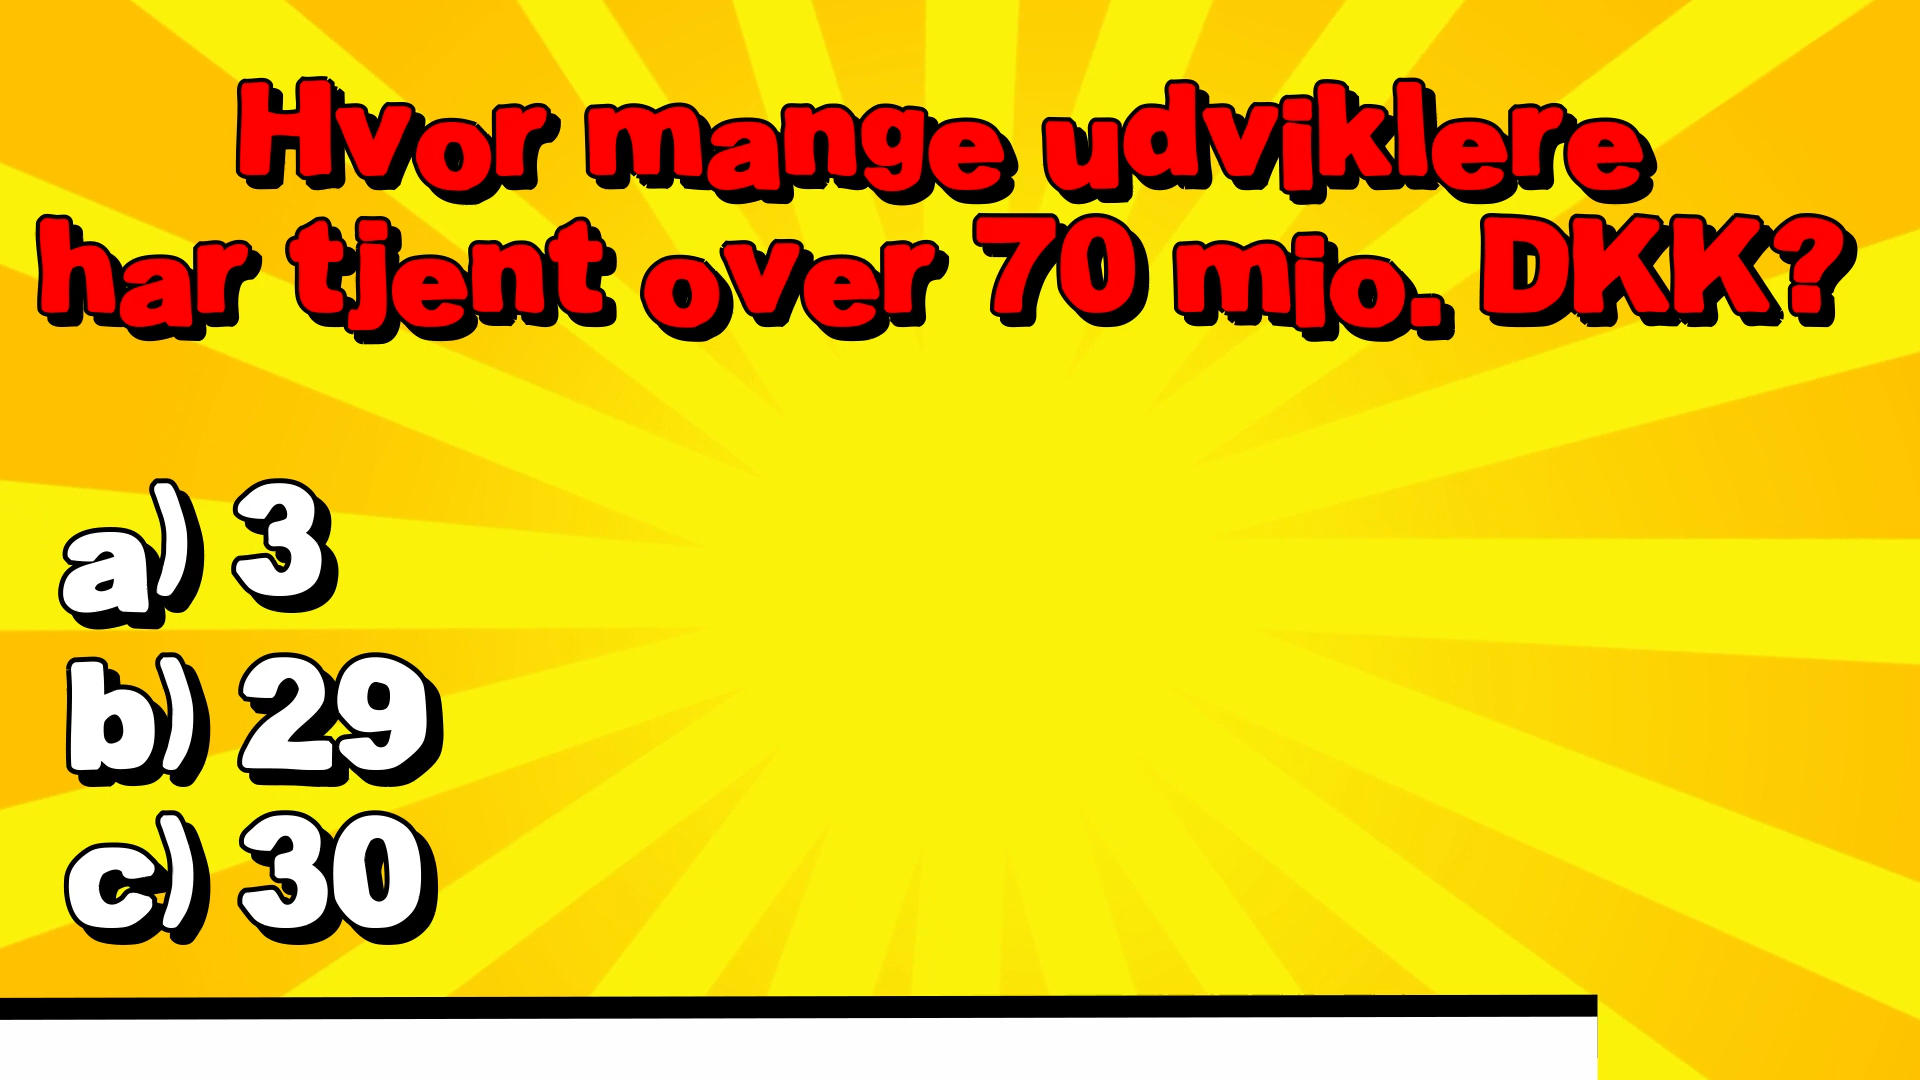 Hvor mange udviklere
har tjent over 70 mio. DKK?
a) 3
b) 29
c) 30